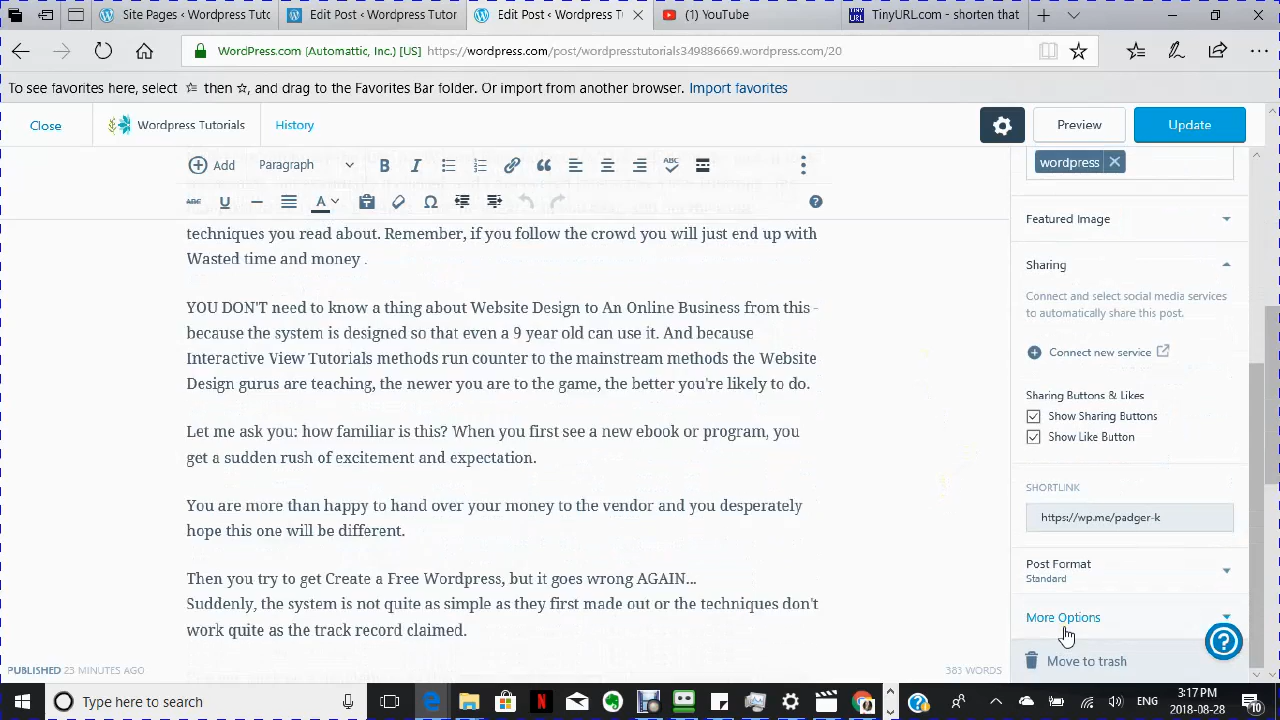 Site Pages ‹ Wordpress Tutor
Edit Post ‹ Wordpress Tutor
Edit Post ‹ Wordpress T
(1) YouTube
TinyURL.com - shorten that
WordPress.com (Automattic, Inc.) [US]
https://wordpress.com/post/wordpresstutorials349886669.wordpress.com/20
To see favorites here, select ☆ then ☆, and drag to the Favorites Bar folder. Or import from another browser. Import favorites
Close
Wordpress Tutorials
History
Preview
Update
Add
Paragraph
B
I
ABC
ABC
U
A
Ω
techniques you read about. Remember, if you follow the crowd you will just end up with
Wasted time and money .
YOU DON'T need to know a thing about Website Design to An Online Business from this -
because the system is designed so that even a 9 year old can use it. And because
Interactive View Tutorials methods run counter to the mainstream methods the Website
Design gurus are teaching, the newer you are to the game, the better you're likely to do.
Let me ask you: how familiar is this? When you first see a new ebook or program, you
get a sudden rush of excitement and expectation.
You are more than happy to hand over your money to the vendor and you desperately
hope this one will be different.
Then you try to get Create a Free Wordpress, but it goes wrong AGAIN...
Suddenly, the system is not quite as simple as they first made out or the techniques don't
work quite as the track record claimed.
PUBLISHED 23 MINUTES AGO
383 WORDS
wordpress
Featured Image
Sharing
Connect and select social media services
to automatically share this post.
Connect new service
Sharing Buttons & Likes
Show Sharing Buttons
Show Like Button
SHORTLINK
https://wp.me/padger-k
Post Format
Standard
More Options
Move to trash
Type here to search
ENG
3:17 PM
2018-08-28
10